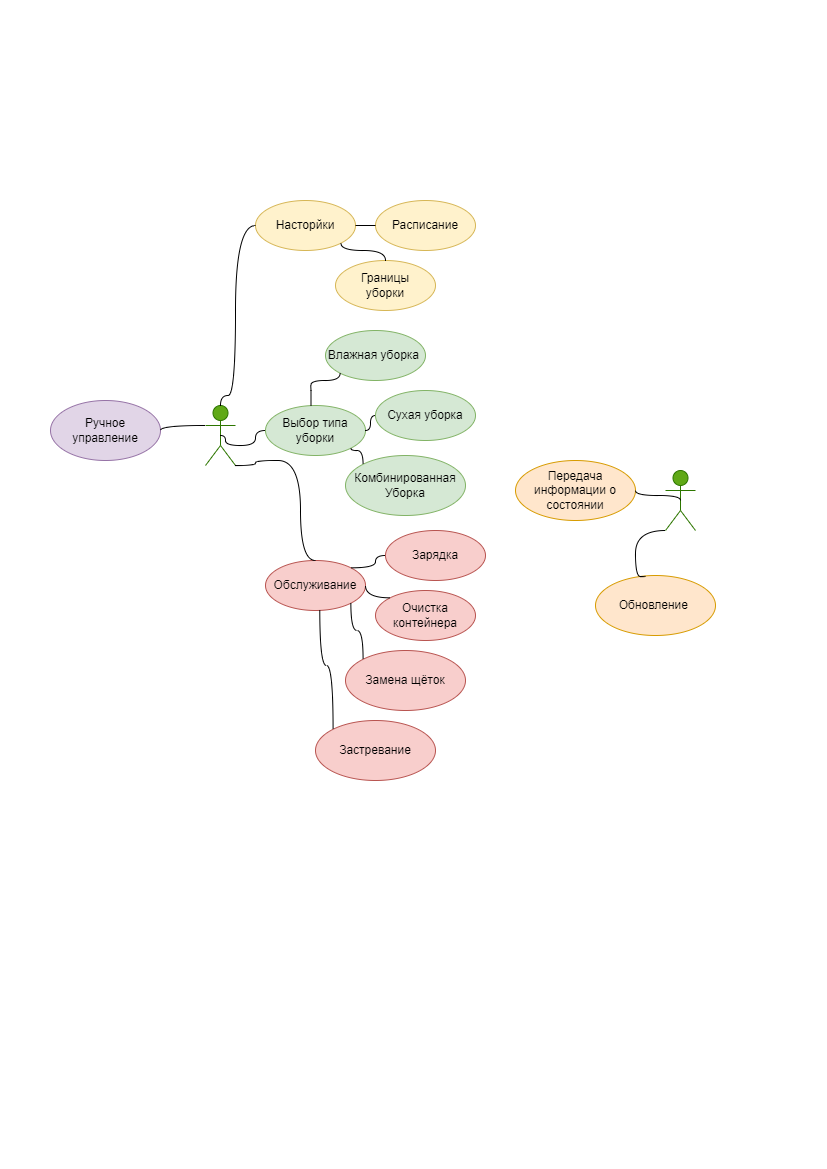 Насторйки
Расписание
Границы
уборки
Влажная уборка
Сухая уборка
Выбор типа
уборки
Ручное
управление
Комбинированная
Уборка
Передача
информации о
состоянии
Зарядка
Обслуживание
Очистка
контейнера
Обновление
Замена щёток
Застревание